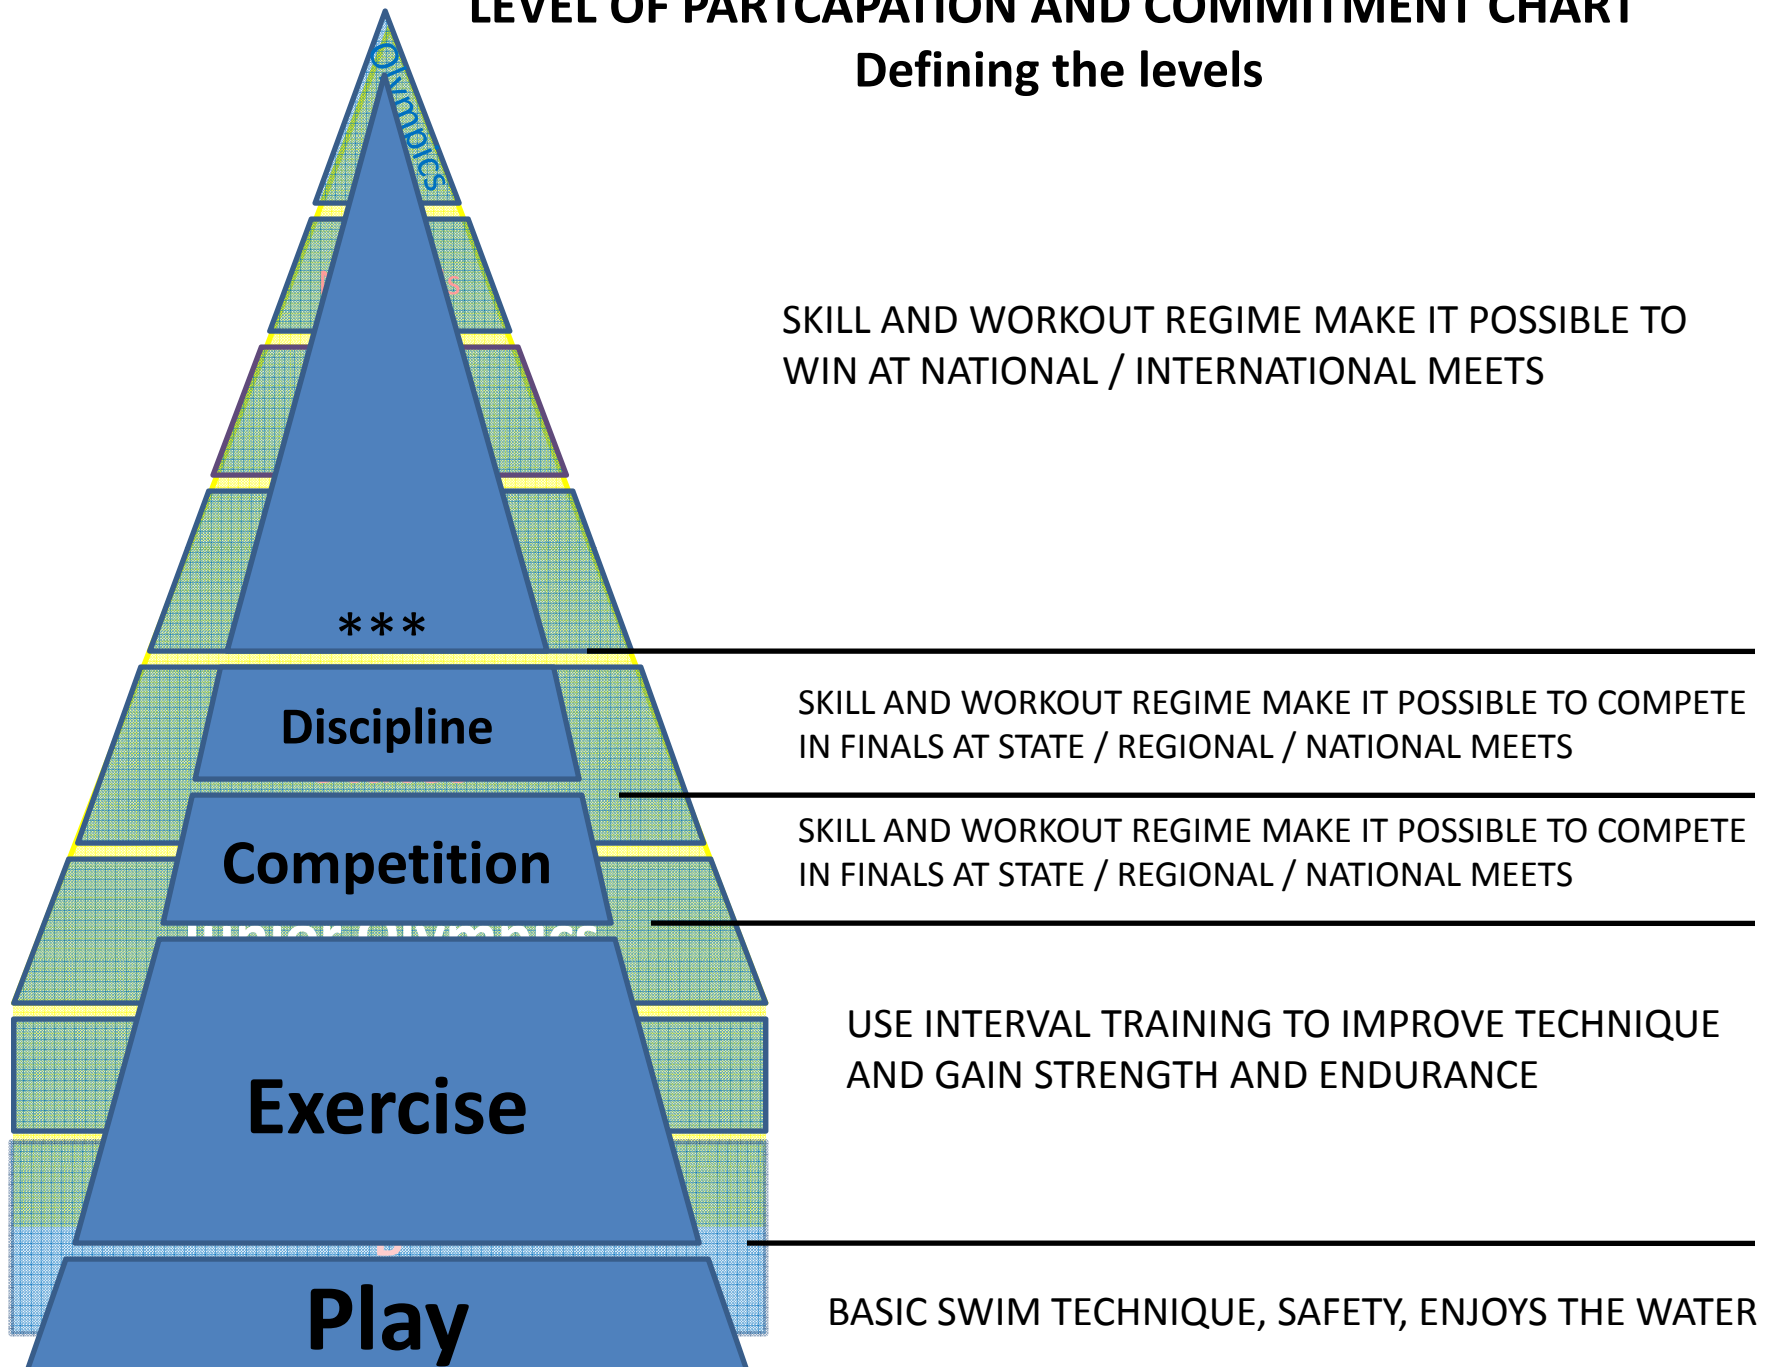 LEVEL OF PARTCAPATION AND COMMITMENT CHART
Defining the levels
Olympics
SKILL AND WORKOUT REGIME MAKE IT POSSIBLE TO
WIN AT NATIONAL / INTERNATIONAL MEETS
***
Discipline
SKILL AND WORKOUT REGIME MAKE IT POSSIBLE TO COMPETE
IN FINALS AT STATE / REGIONAL / NATIONAL MEETS
Competition
SKILL AND WORKOUT REGIME MAKE IT POSSIBLE TO COMPETE
IN FINALS AT STATE / REGIONAL / NATIONAL MEETS
Junior Olympics
Exercise
USE INTERVAL TRAINING TO IMPROVE TECHNIQUE
AND GAIN STRENGTH AND ENDURANCE
Play
BASIC SWIM TECHNIQUE, SAFETY, ENJOYS THE WATER